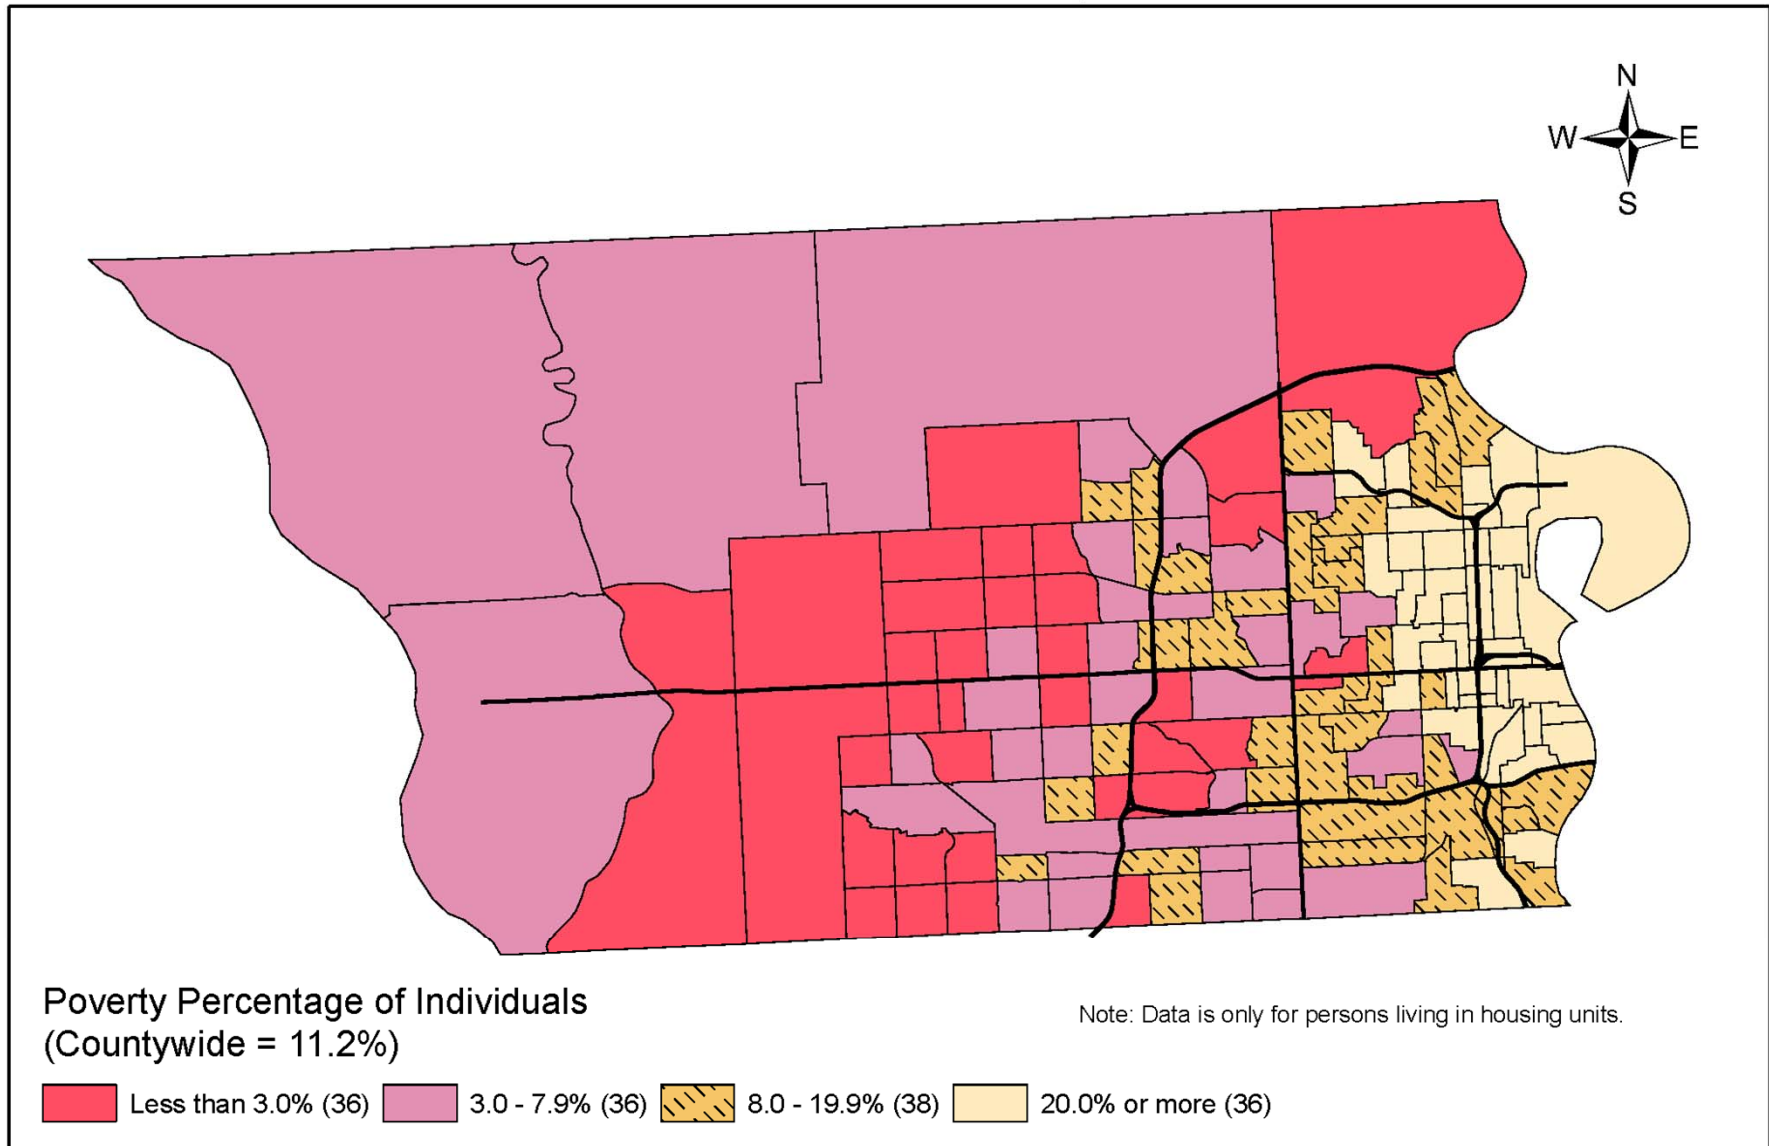 N
W E
S
Poverty Percentage of Individuals
(Countywide = 11.2%)
Note: Data is only for persons living in housing units.
Less than 3.0% (36) 3.0 - 7.9% (36) 8.0 - 19.9% (38) 20.0% or more (36)